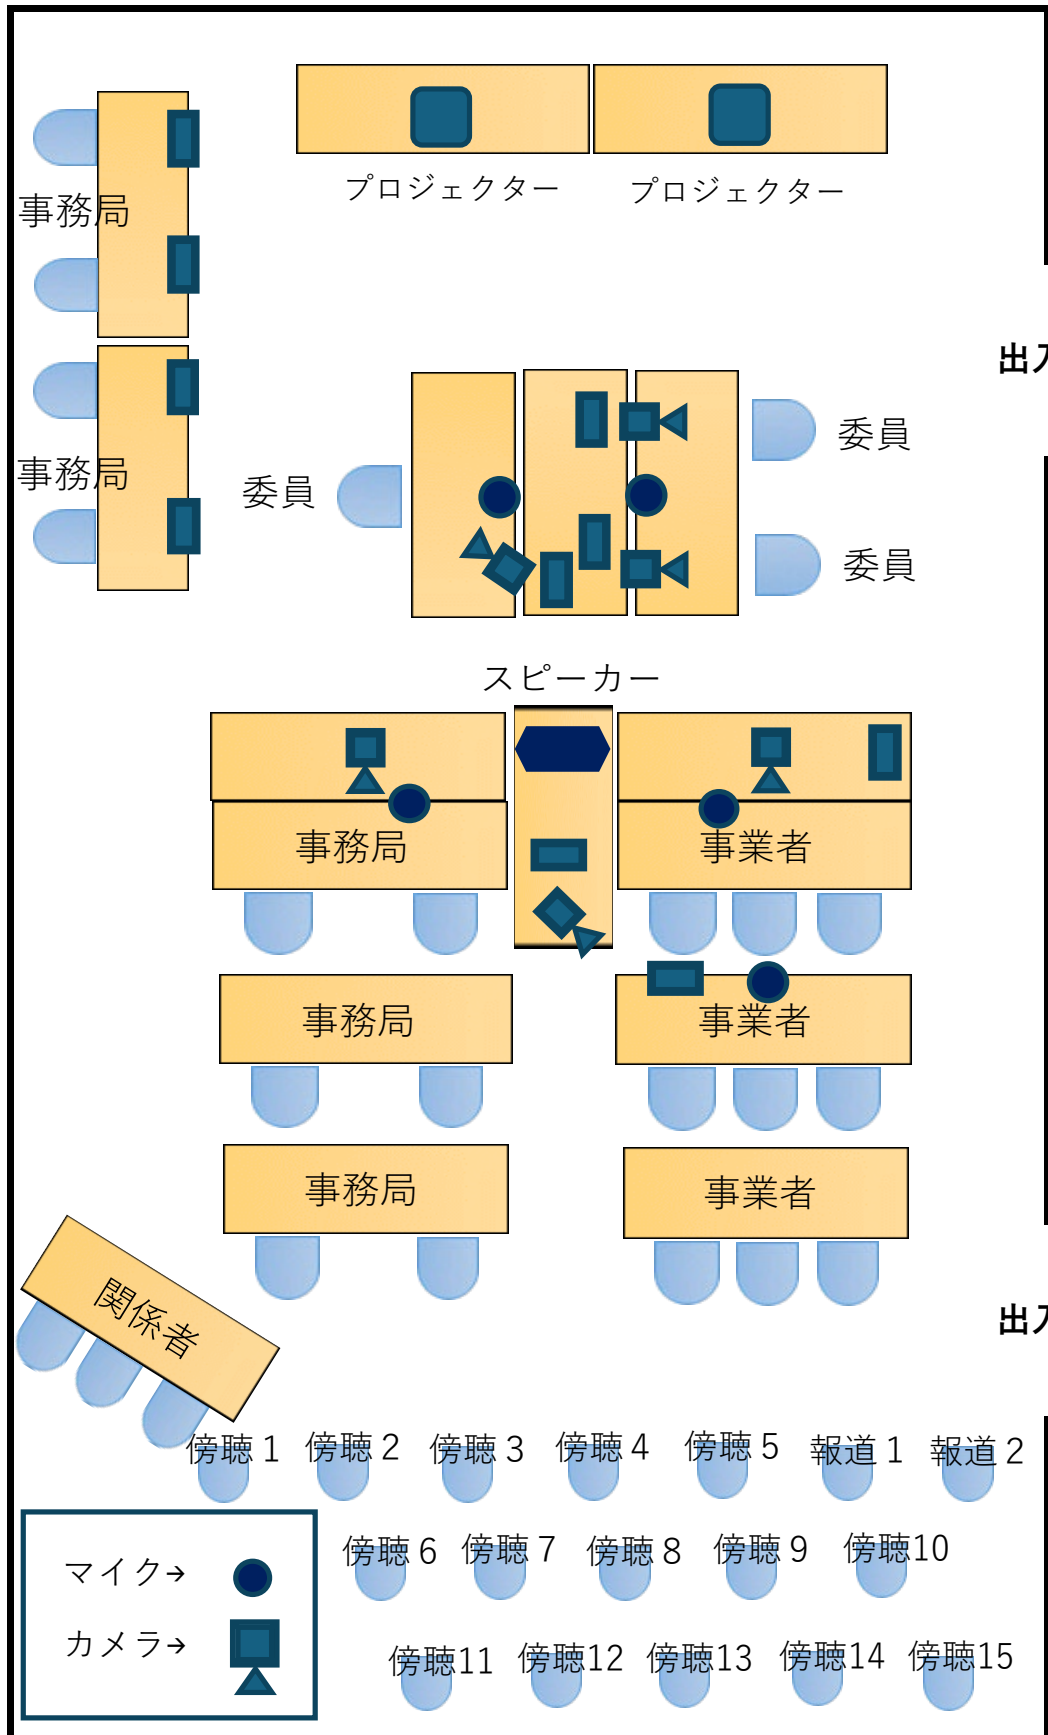 プロジェクター
プロジェクター
事務局
出入
委員
事務局
委員
委員
スピーカー
事務局
事業者
事務局
事業者
事務局
事業者
関係者
出入
傍聴１
傍聴２
傍聴３
傍聴４
傍聴５
報道１
報道２
傍聴６
傍聴７
傍聴８
傍聴９
傍聴10
マイク→
カメラ→
傍聴11
傍聴12
傍聴13
傍聴14
傍聴15